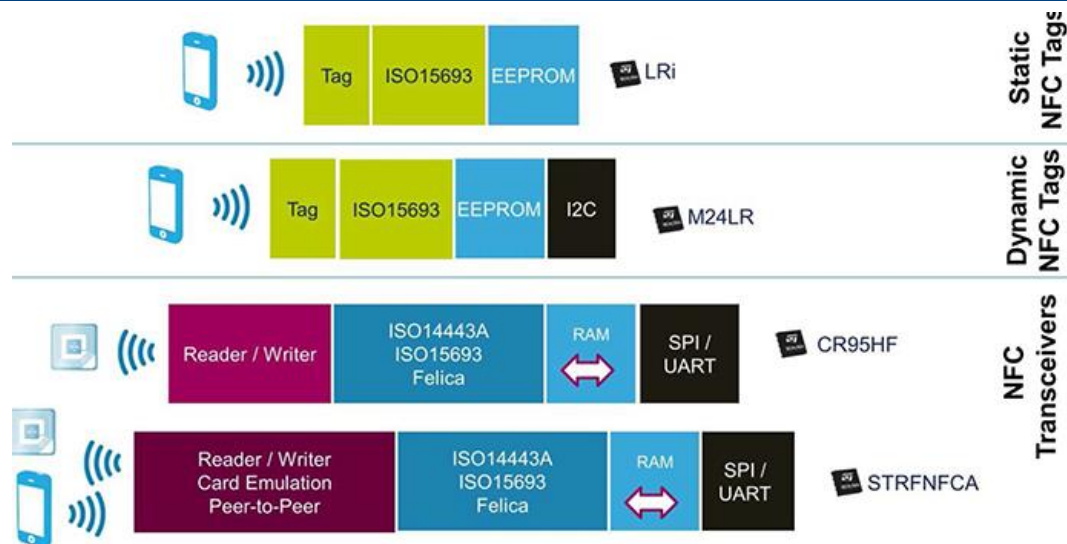 Tag
ISO15693
EEPROM
LRi
Static
NFC Tags
Tag
ISO15693
EEPROM
I2C
M24LR
Dynamic
NFC Tags
Reader / Writer
ISO14443A
ISO15693
Felica
RAM
SPI /
UART
CR95HF
NFC
Transceivers
Reader / Writer
Card Emulation
Peer-to-Peer
ISO14443A
ISO15693
Felica
RAM
SPI /
UART
STRFNFCA